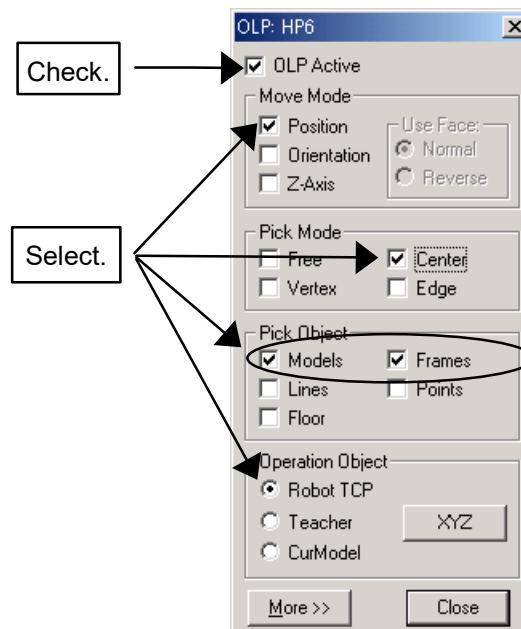 OLP: HP6
Check.
OLP Active
Move Mode
Position
Use Face:
Orientation
Normal
Z-Axis
Reverse
Pick Mode
Select.
Free
Center
Vertex
Edge
Pick Object
Models
Frames
Lines
Points
Floor
Operation Object
Robot TCP
Teacher
XYZ
CurModel
More >>
Close